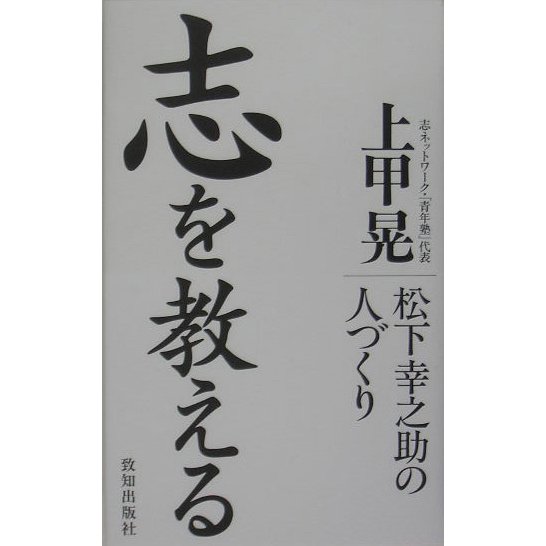 志ネットワーク・「青年塾」代表
上甲晃
松下幸之助の
人づくり
志を教える
致知出版社